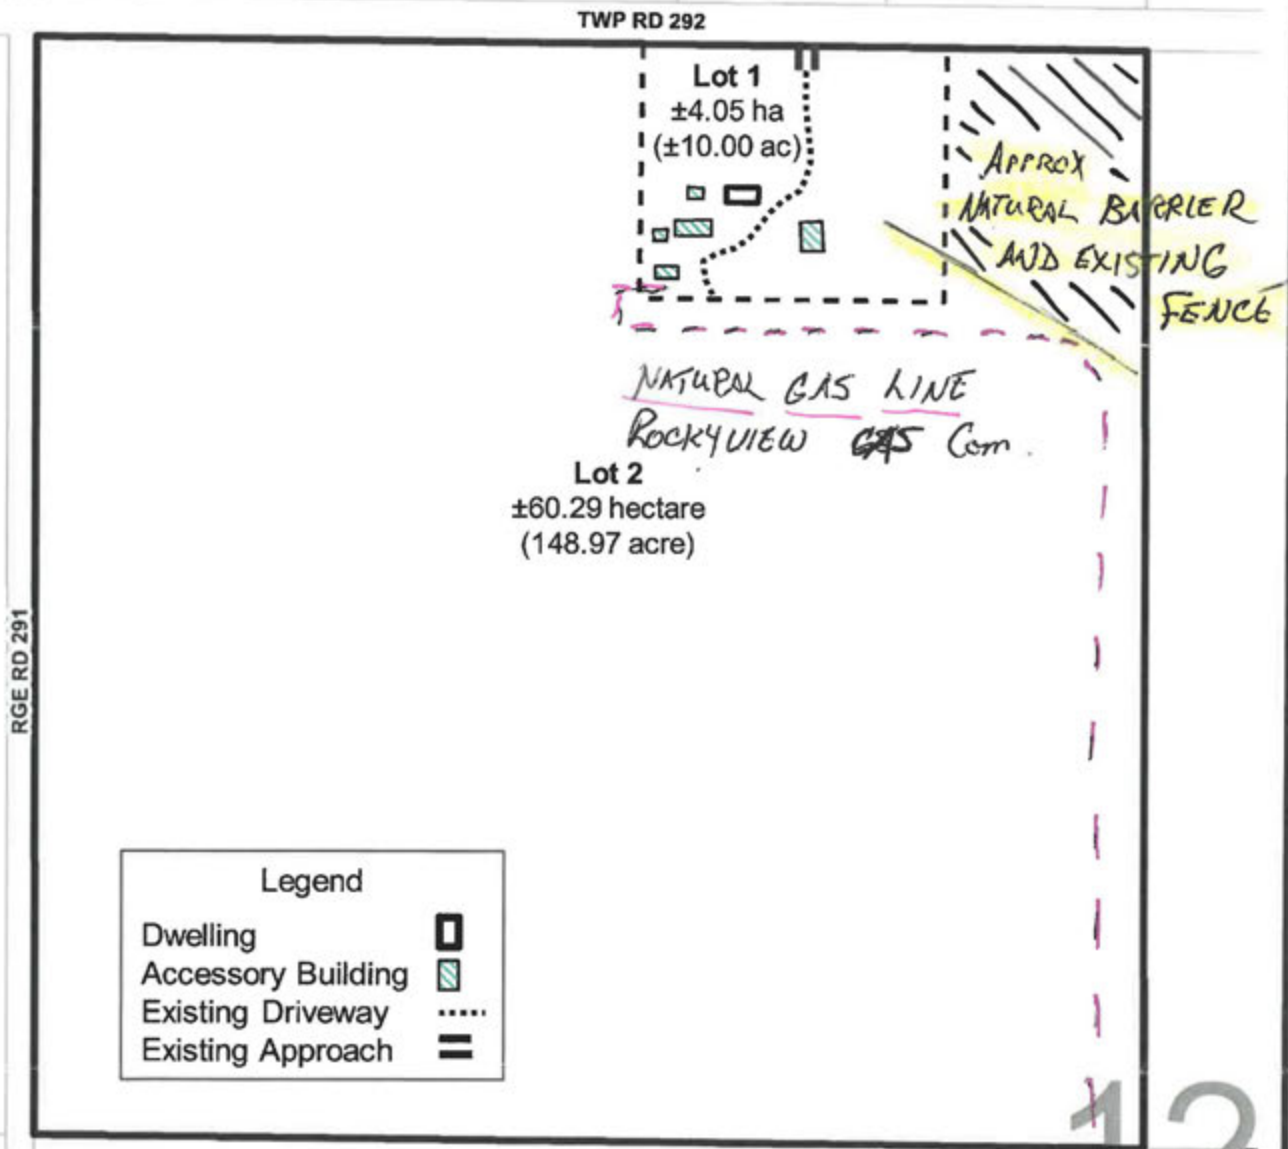 TWP RD 292
Lot 1
±4.05 ha
(±10.00 ac)
APPROX
NATURAL BARRIER
AND EXISTING
FENCE
NATURAL GAS LINE
ROCKYVIEW GAS Com.
Lot 2
±60.29 hectare
(148.97 acre)
RGE RD 291
Legend
Dwelling
Accessory Building
Existing Driveway
Existing Approach
12